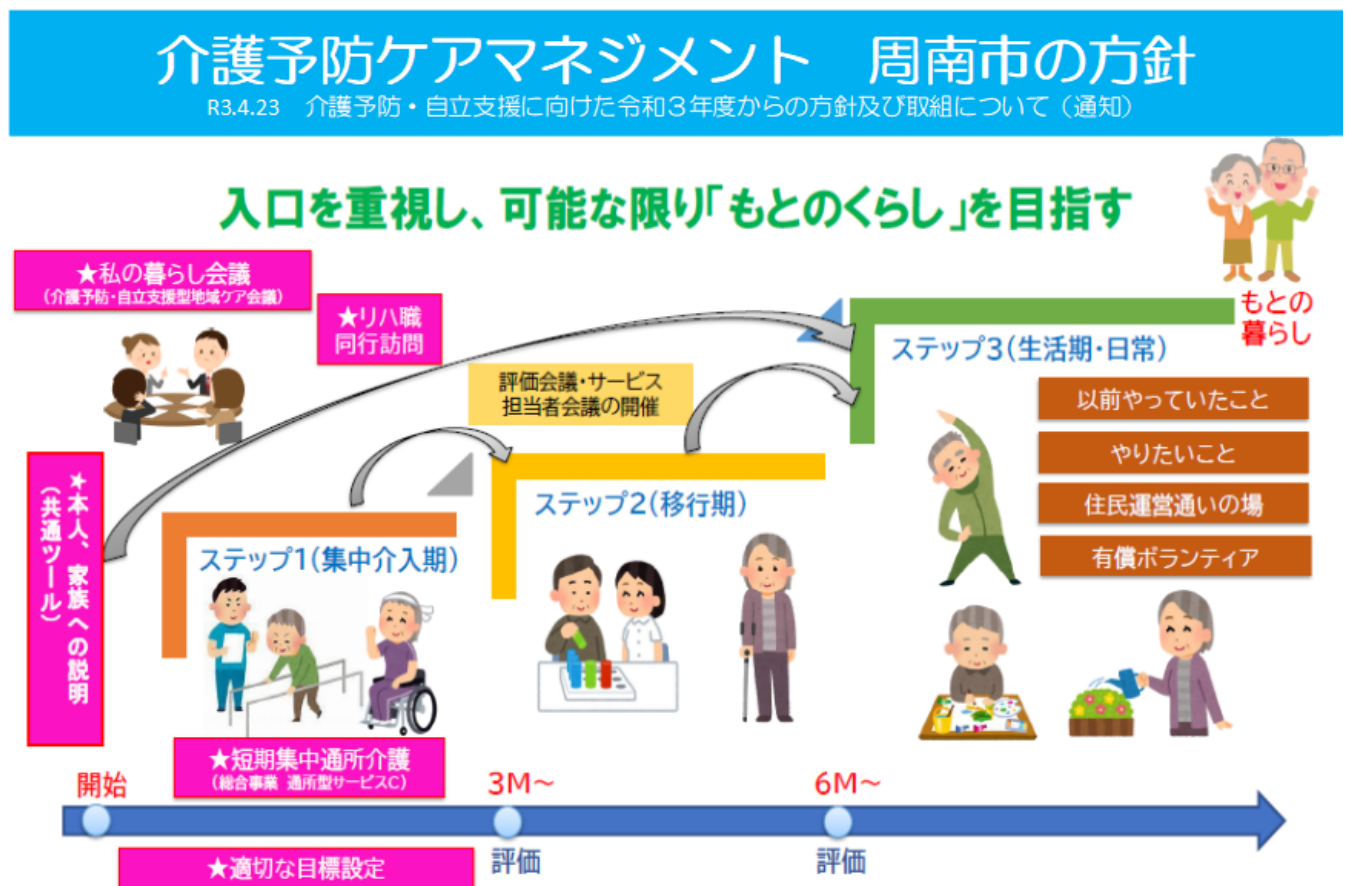 介護予防ケアマネジメント　周南市の方針
R3.4.23　介護予防・自立支援に向けた令和３年度からの方針及び取組について（通知）
入口を重視し、可能な限り「もとのくらし」を目指す
★私の暮らし会議
（介護予防・自立支援型地域ケア会議）
★リハ職
同行訪問
評価会議・サービス
担当者会議の開催
もとの
暮らし
ステップ3（生活期・日常）
以前やっていたこと
やりたいこと
住民運営通いの場
有償ボランティア
ステップ2（移行期）
ステップ1（集中介入期）
★本人、家族への説明
（共通ツール）
★短期集中通所介護
（総合事業 通所型サービスC）
開始
3M～
6M～
評価
評価
★適切な目標設定